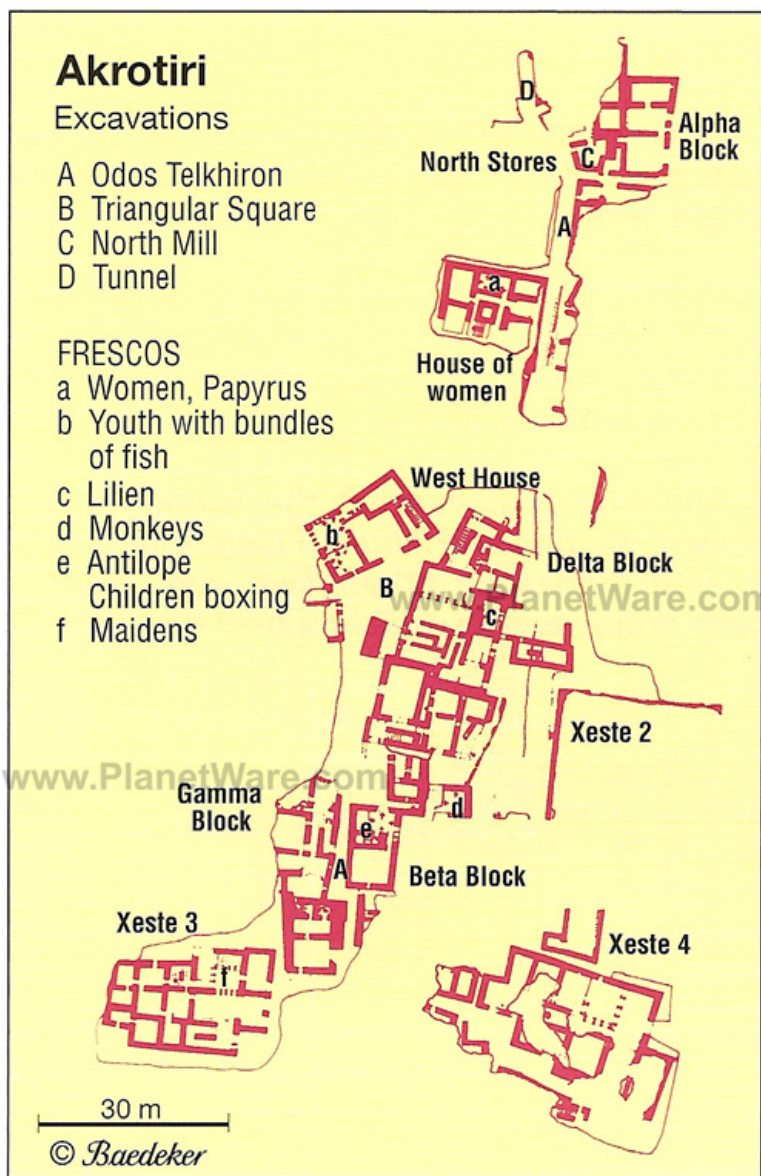 Akrotiri
Excavations
A Odos Telkhiron
B Triangular Square
C North Mill
D Tunnel
FRESCOS
a Women, Papyrus
b Youth with bundles
of fish
c Lilien
d Monkeys
e Antilope
Children boxing
f Maidens
D
Alpha
Block
North Stores
C
A
a
House of
women
West House
b
B
Delta Block
www.PlanetWare.com
c
Xeste 2
www.PlanetWare.com
Gamma
Block
d
e
A
Beta Block
Xeste 3
Xeste 4
f
30 m
© Baedeker